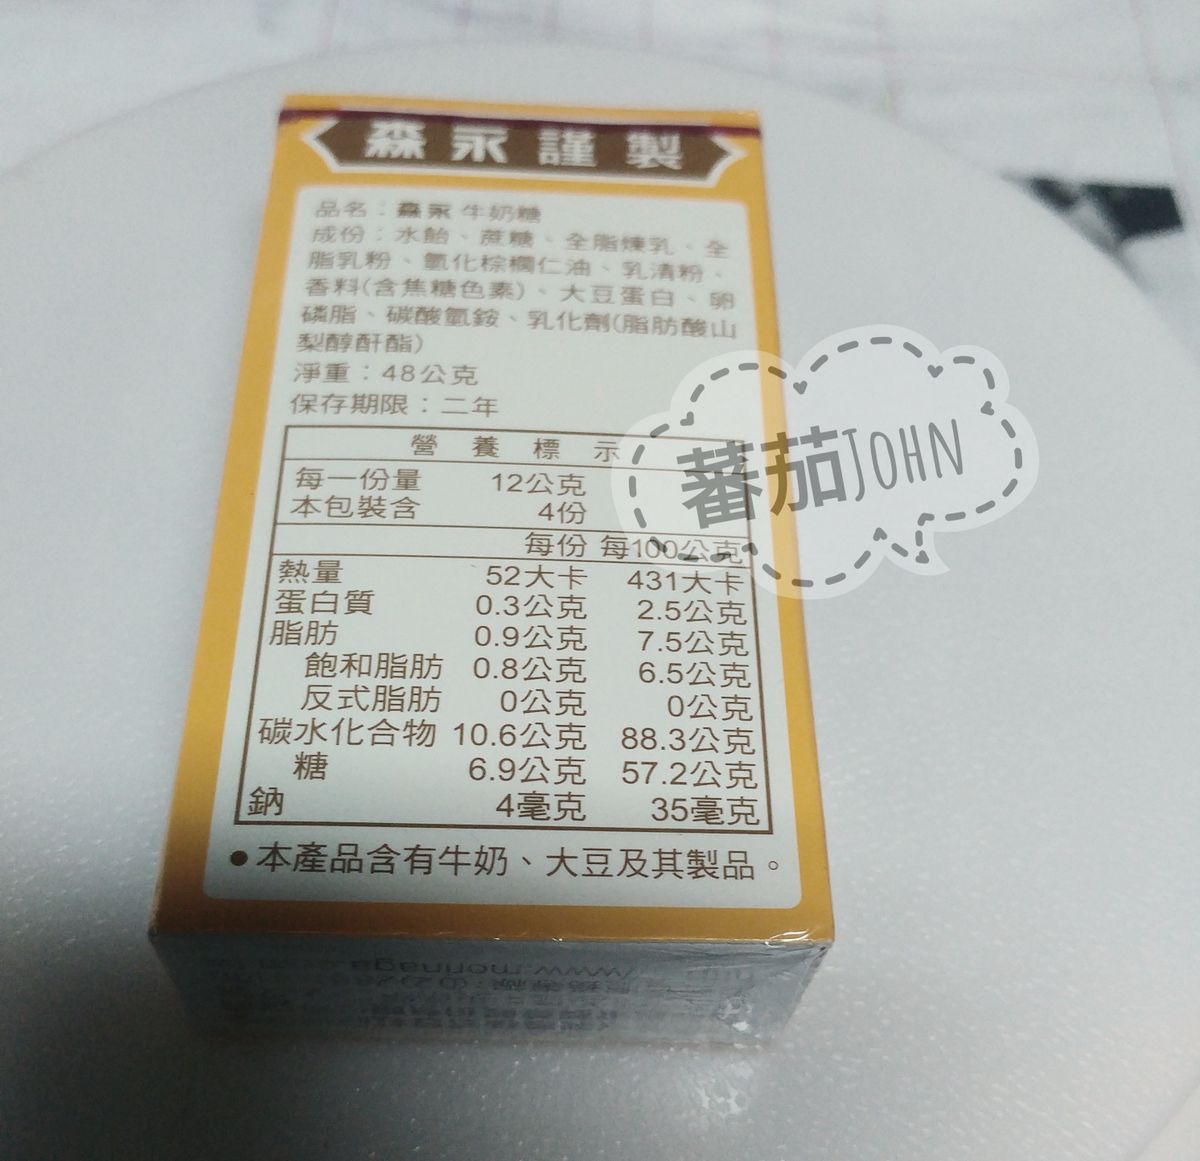 森永謹製
品名：森永 牛奶糖
成份：水飴、蔗糖、全脂煉乳、全
脂乳粉、氫化棕櫚仁油、乳清粉、
香料(含焦糖色素)、大豆蛋白、卵
磷脂、碳酸氫銨、乳化劑(脂肪酸山
梨醇酐酯)
淨重：48公克
保存期限：二年
營養標示
每一份量 12公克
本包裝含 4份
每份 每100公克
熱量 52大卡 431大卡
蛋白質 0.3公克 2.5公克
脂肪 0.9公克 7.5公克
飽和脂肪 0.8公克 6.5公克
反式脂肪 0公克 0公克
碳水化合物 10.6公克 88.3公克
糖 6.9公克 57.2公克
鈉 4毫克 35毫克
●本產品含有牛奶、大豆及其製品。
蕃茄JOHN